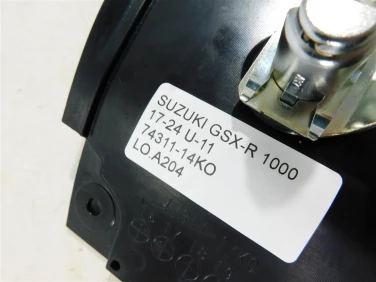 SUZUKI GSX-R 1000
17-24 U-11
74311-14KO
LO.A204